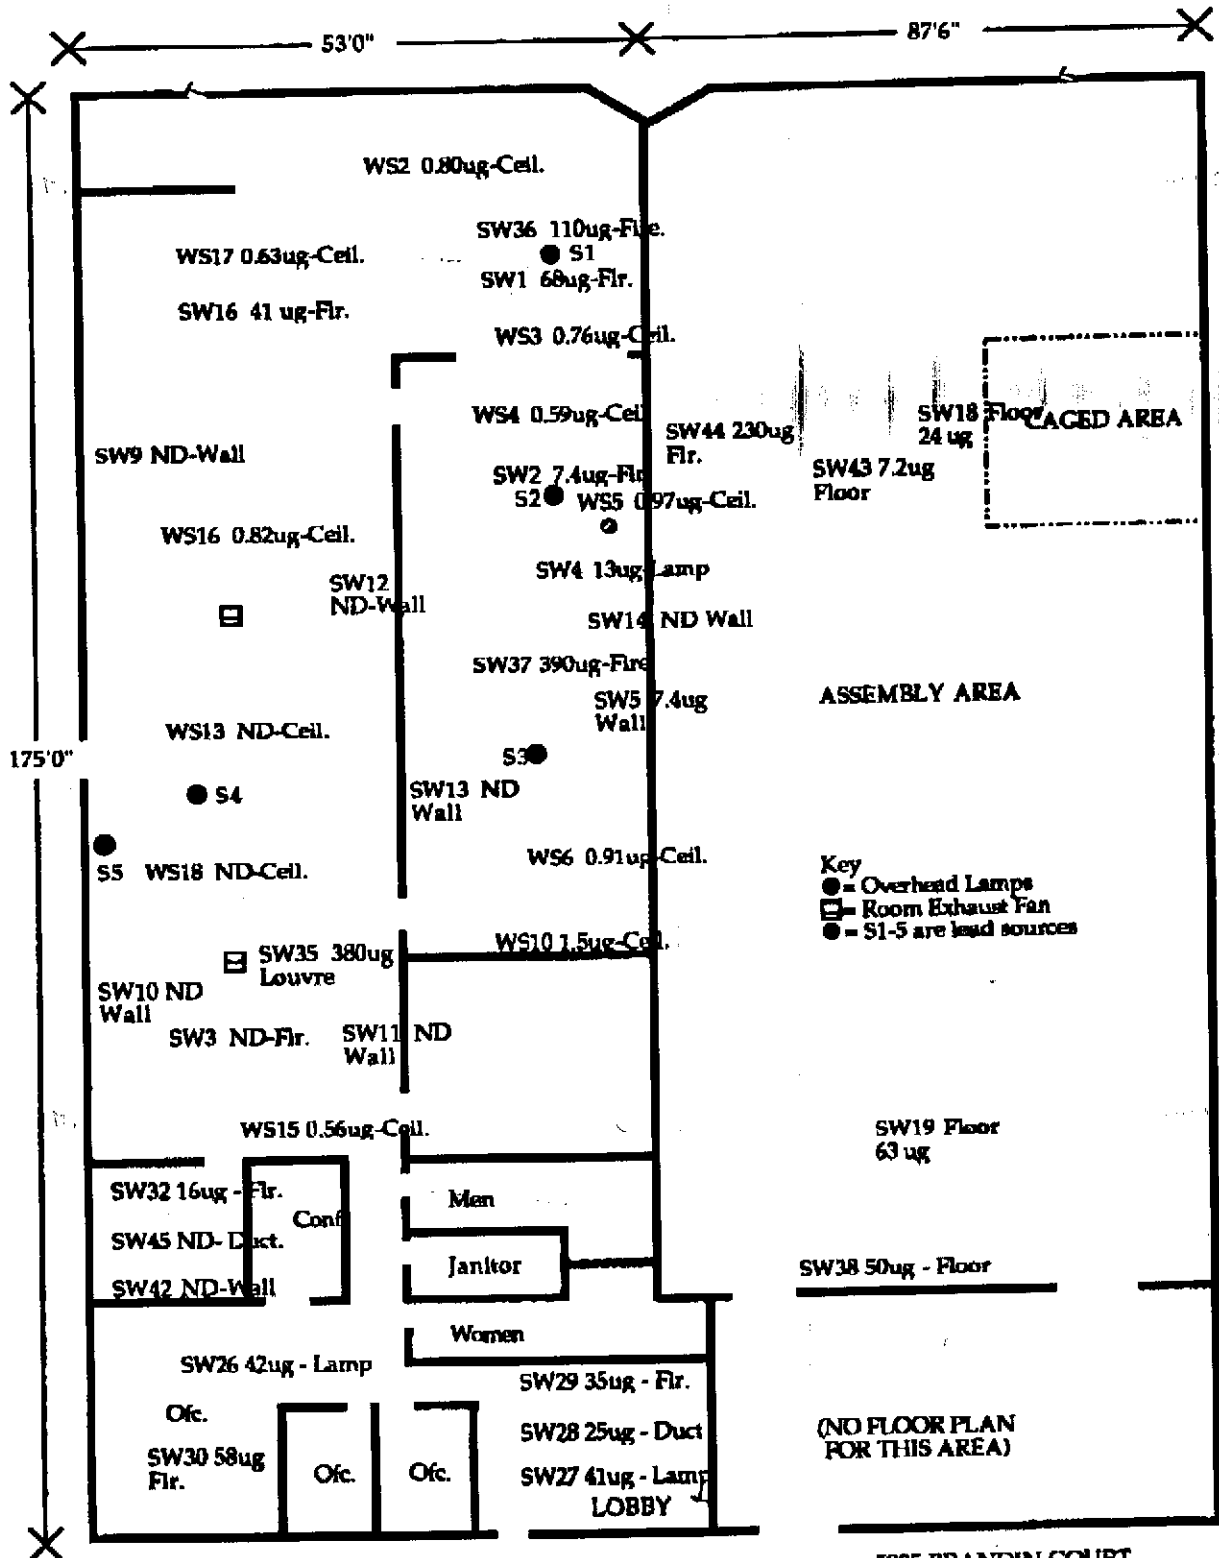 53'0"
87'6"
WS2 0.80ug-Ceil.
SW36 110ug-Fire.
S1
WS17 0.63ug-Ceil.
SW1 68ug-Flr.
SW16 41 ug-Flr.
WS3 0.76ug-Ceil.
WS4 0.59ug-Ceil
SW44 230ug
Flr.
SW18 Floor
24 ug
CAGED AREA
SW9 ND-Wall
SW2 7.4ug-Flr
SW43 7.2ug
Floor
S2
WS5 0.97ug-Ceil.
WS16 0.82ug-Ceil.
SW4 13ug-Lamp
SW12
ND-Wall
SW14 ND Wall
SW37 390ug-Fire
SW5 7.4ug
Wall
ASSEMBLY AREA
WS13 ND-Ceil.
175'0"
S3
SW13 ND
Wall
S4
WS6 0.91ug-Ceil.
S5
WS18 ND-Ceil.
Key
= Overhead Lamps
= Room Exhaust Fan
= S1-5 are lead sources
WS10 1.5ug-Ceil.
SW35 380ug
Louvre
SW10 ND
Wall
SW3 ND-Flr.
SW11 ND
Wall
WS15 0.56ug-Ceil.
SW19 Floor
63 ug
SW32 16ug - Flr.
Conf
Men
SW45 ND- Duct.
Janitor
SW38 50ug - Floor
SW42 ND-Wall
Women
SW26 42ug - Lamp
SW29 35ug - Flr.
Ofc.
SW28 25ug - Duct
(NO FLOOR PLAN
FOR THIS AREA)
SW30 58ug
Flr.
Ofc.
Ofc.
SW27 41ug - Lamp
LOBBY
BRANDIN COURT